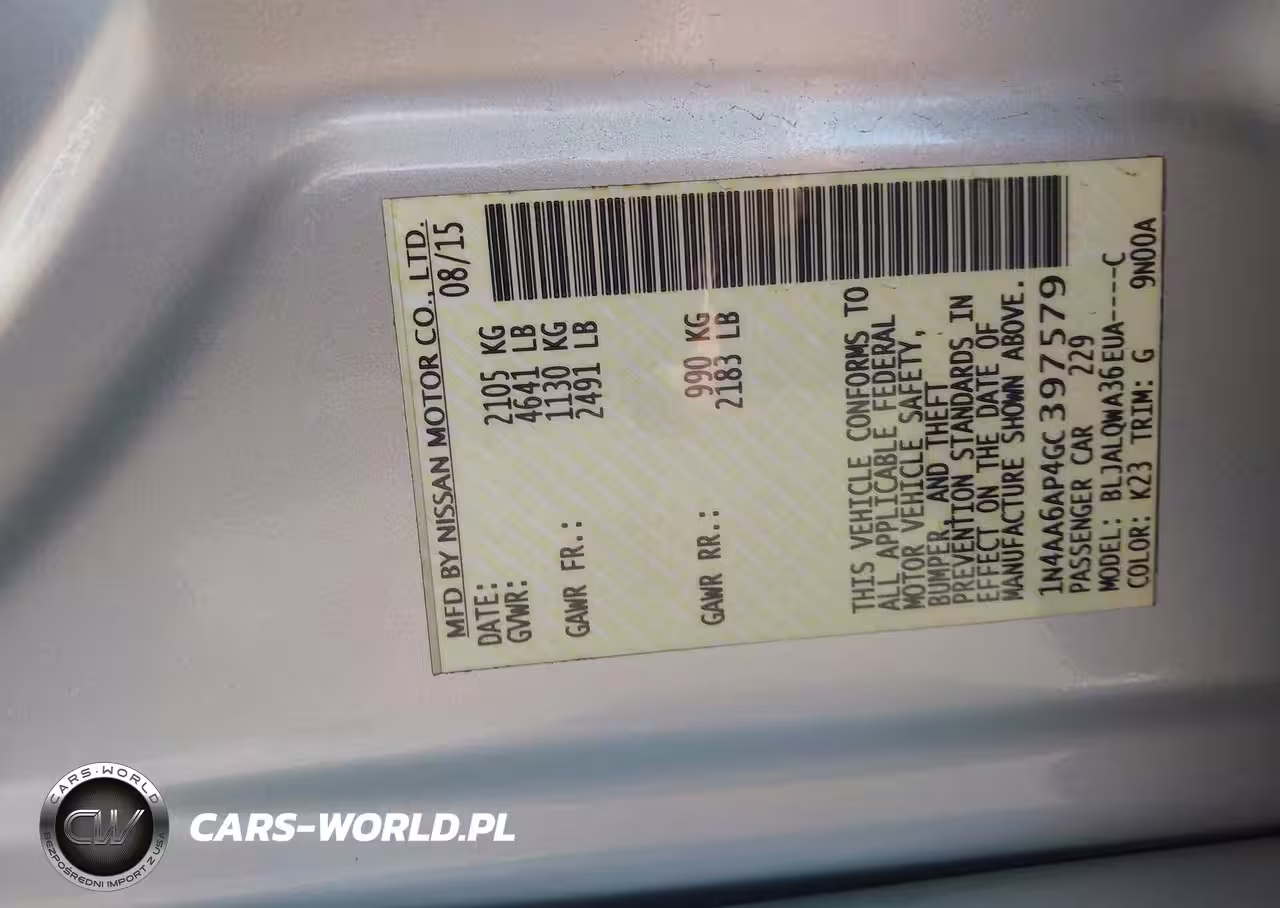 MFD BY NISSAN MOTOR CO., LTD.
DATE: 08/15
GVWR: 2105 KG
4641 LB
GAWR FR.: 1130 KG
2491 LB
GAWR RR.: 990 KG
2183 LB
THIS VEHICLE CONFORMS TO
ALL APPLICABLE FEDERAL
MOTOR VEHICLE SAFETY,
BUMPER, AND THEFT
PREVENTION STANDARDS IN
EFFECT ON THE DATE OF
MANUFACTURE SHOWN ABOVE.
1N4AA6AP4GC397579
PASSENGER CAR 229
MODEL: BLJALQWA36EUA----C
COLOR: K23 TRIM: G 9N00A
CARS-WORLD
CW
BEZPOŚREDNI IMPORT Z USA
CARS-WORLD.PL